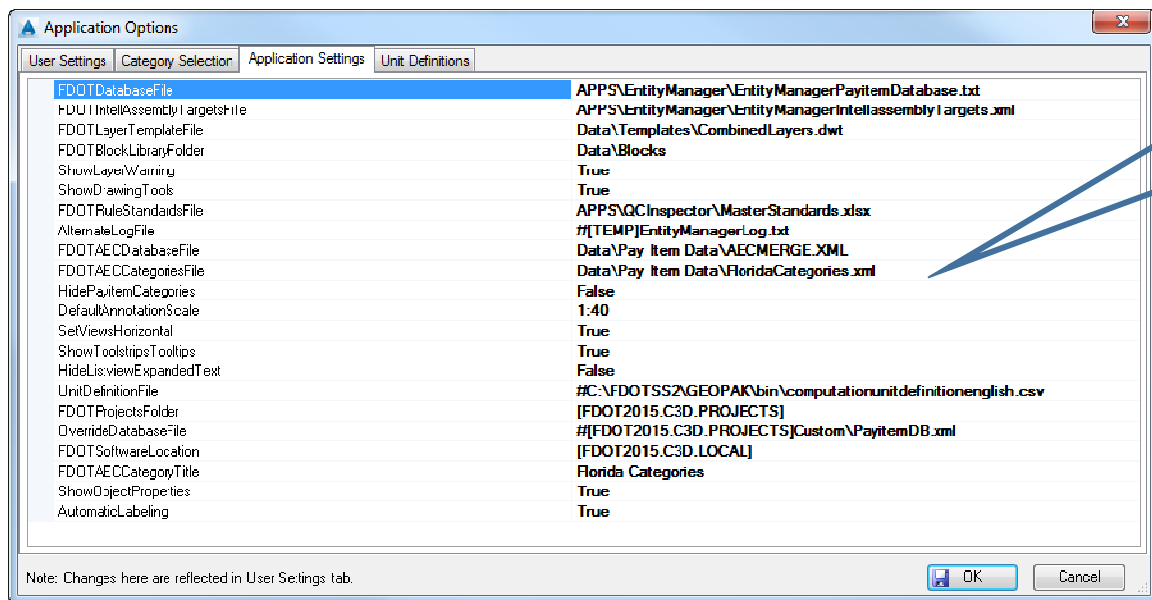 Application Options
User Settings Category Selection Application Settings Unit Definitions
FDOTDatabaseFile APPS\EntityManager\EntityManagerPayitemDatabase.txt
FDOTIntellAssemblyTargetsFile APPS\EntityManager\EntityManagerIntellassemblyTargets.xml
FDOTLayerTemplateFile Data\Templates\CombinedLayers.dwt
FDOTBlockLibraryFolder Data\Blocks
ShowLayerWarning True
ShowDrawingTools True
FDOTRuleStandardsFile APPS\QCInspector\MasterStandards.xlsx
AlternateLogFile #[TEMP]EntityManagerLog.txt
FDOTAECDatabaseFile Data\Pay Item Data\AECMERGE.XML
FDOTAECCategoriesFile Data\Pay Item Data\FloridaCategories.xml
HidePayitemCategories False
DefaultAnnotationScale 1:40
SetViewsHorizontal True
ShowToolstripsTooltips True
HideListviewExpandedText False
UnitDefinitionFile #C:\FDOTSS2\GEOPAK\bin\computationunitdefinitionenglish.csv
FDOTProjectsFolder [FDOT2015.C3D.PROJECTS]
OverrideDatabaseFile #[FDOT2015.C3D.PROJECTS]Custom\PayitemDB.xml
FDOTSoftwareLocation [FDOT2015.C3D.LOCAL]
FDOTAECCategoryTitle Florida Categories
ShowObjectProperties True
AutomaticLabeling True
Note: Changes here are reflected in User Settings tab.
OK Cancel